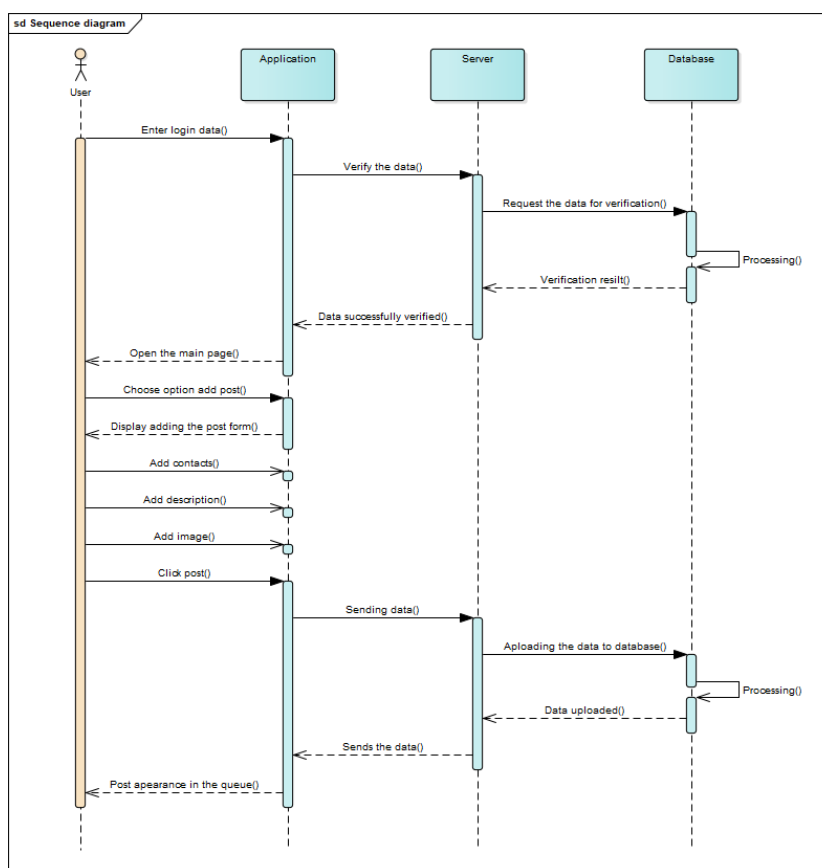 sd Sequence diagram
User
Application
Server
Database
Enter login data()
Verify the data()
Request the data for verification()
Processing()
Verification resilt()
Data successfully verified()
Open the main page()
Choose option add post()
Display adding the post form()
Add contacts()
Add description()
Add image()
Click post()
Sending data()
Aploading the data to database()
Processing()
Data uploaded()
Sends the data()
Post apearance in the queue()